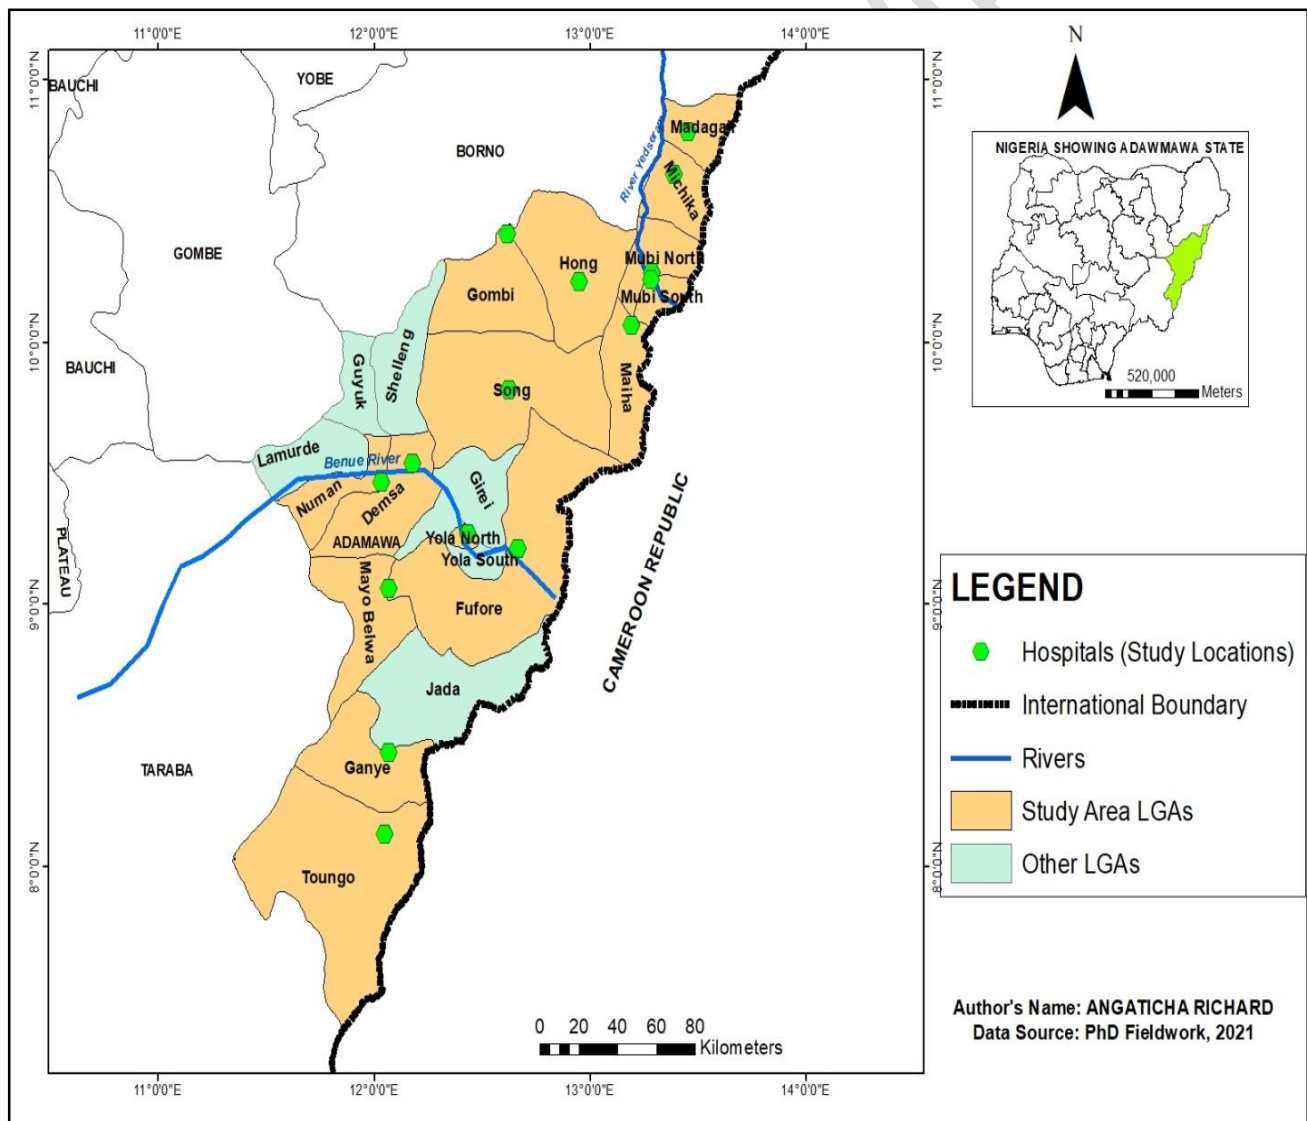 11°0'0"E
12°0'0"E
13°0'0"E
14°0'0"E
11°0'0"N
11°0'0"N
BAUCHI
YOBE
BORNO
GOMBE
BAUCHI
PLATEAU
TARABA
River Yedseram
Madagali
Michika
Mubi North
Mubi South
Hong
Gombi
Maiha
Song
Shelleng
Guyuk
Lamurde
Benue River
Numan
Demsa
Girei
ADAMAWA
Yola North
Yola South
Mayo Belwa
Fufore
Jada
Ganye
Toungo
CAMEROON REPUBLIC
10°0'0"N
10°0'0"N
9°0'0"N
9°0'0"N
8°0'0"N
8°0'0"N
0 20 40 60 80
Kilometers
11°0'0"E
12°0'0"E
13°0'0"E
14°0'0"E
N
NIGERIA SHOWING ADAWMAWA STATE
520,000
Meters
LEGEND
Hospitals (Study Locations)
International Boundary
Rivers
Study Area LGAs
Other LGAs
Author's Name: ANGATICHA RICHARD
Data Source: PhD Fieldwork, 2021